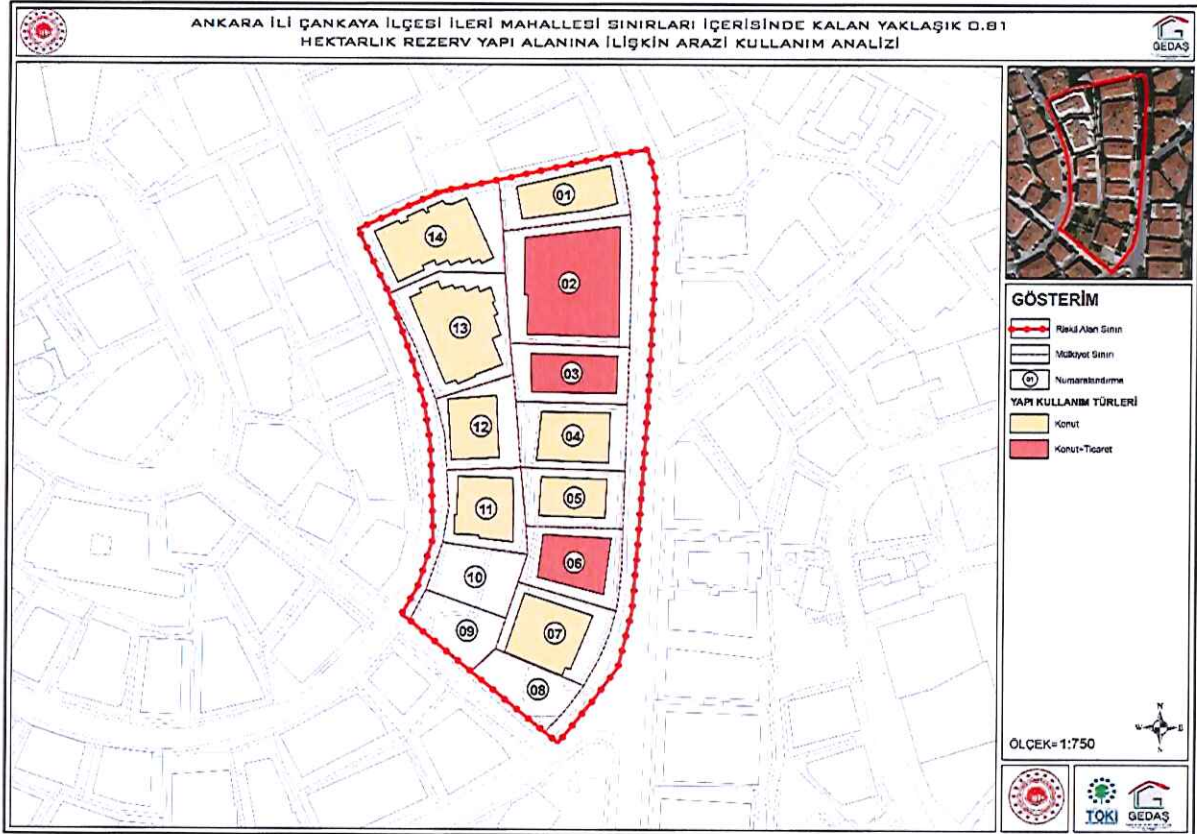 ANKARA İLİ ÇANKAYA İLÇESİ İLERİ MAHALLESİ SINIRLARI İÇERİSİNDE KALAN YAKLAŞIK 0.81
HEKTARLIK REZERV YAPI ALANINA İLİŞKİN ARAZİ KULLANIM ANALİZİ
GEDAŞ
01
14
02
13
03
12
04
05
11
06
10
09
07
08
GÖSTERİM
Riskli Alan Sınırı
Mülkiyet Sınırı
01 Numaralandırma
YAPI KULLANIM TÜRLERİ
Konut
Konut+Ticaret
N
W E
S
ÖLÇEK= 1:750
TOKİ
GEDAŞ